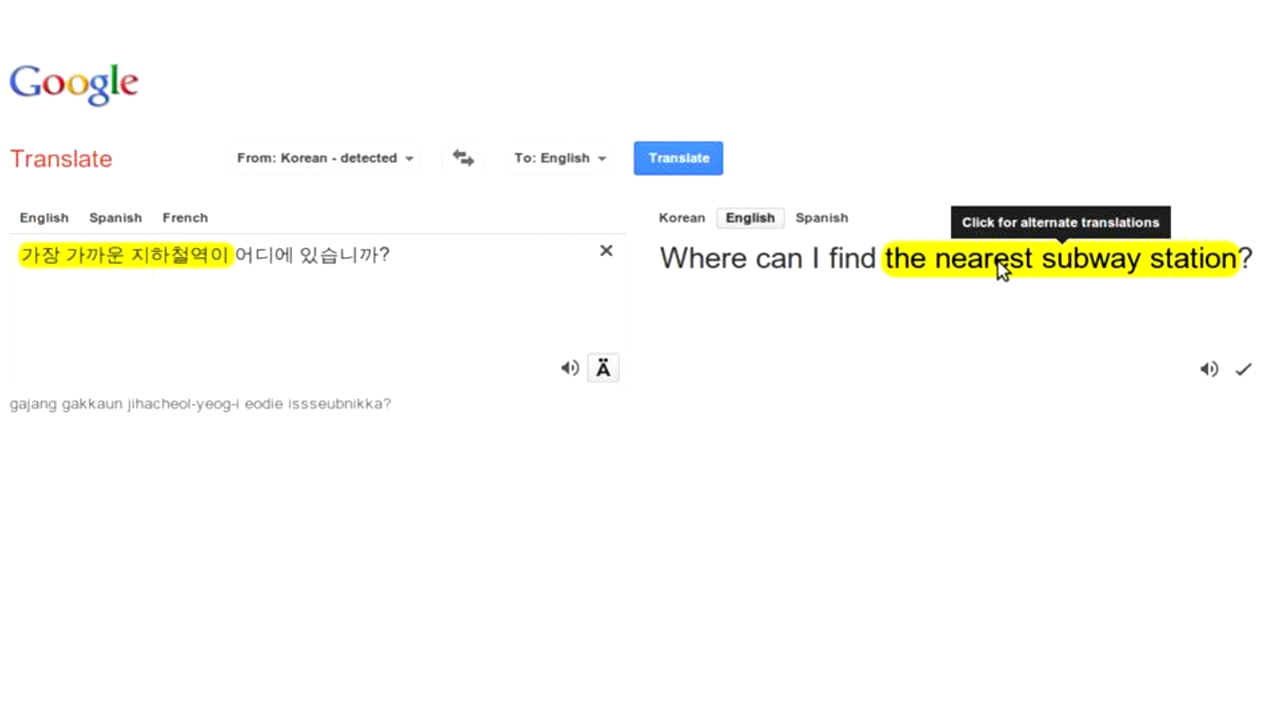 Google
Translate
From: Korean - detected
To: English
Translate
English Spanish French
가장 가까운 지하철역이 어디에 있습니까?
Ä
gajang gakkaun jihacheol-yeog-i eodie issseubnikka?
Korean English Spanish
Click for alternate translations
Where can I find the nearest subway station?